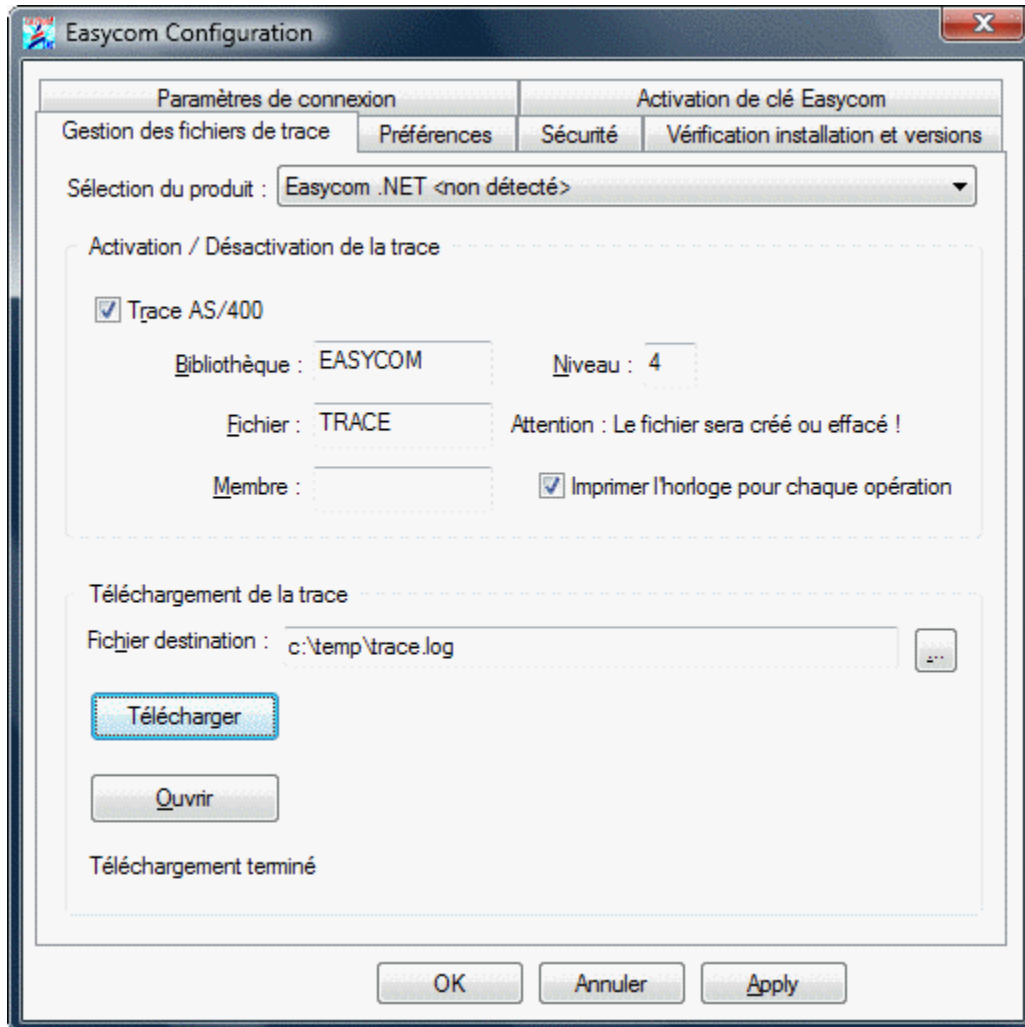 Easycom Configuration
Paramètres de connexion
Activation de clé Easycom
Gestion des fichiers de trace
Préférences
Sécurité
Vérification installation et versions
Sélection du produit : Easycom .NET <non détecté>
Activation / Désactivation de la trace
Trace AS/400
Bibliothèque : EASYCOM
Niveau : 4
Fichier : TRACE
Attention : Le fichier sera créé ou effacé !
Membre :
Imprimer l'horloge pour chaque opération
Téléchargement de la trace
Fichier destination : c:\temp\trace.log
...
Télécharger
Ouvrir
Téléchargement terminé
OK
Annuler
Apply